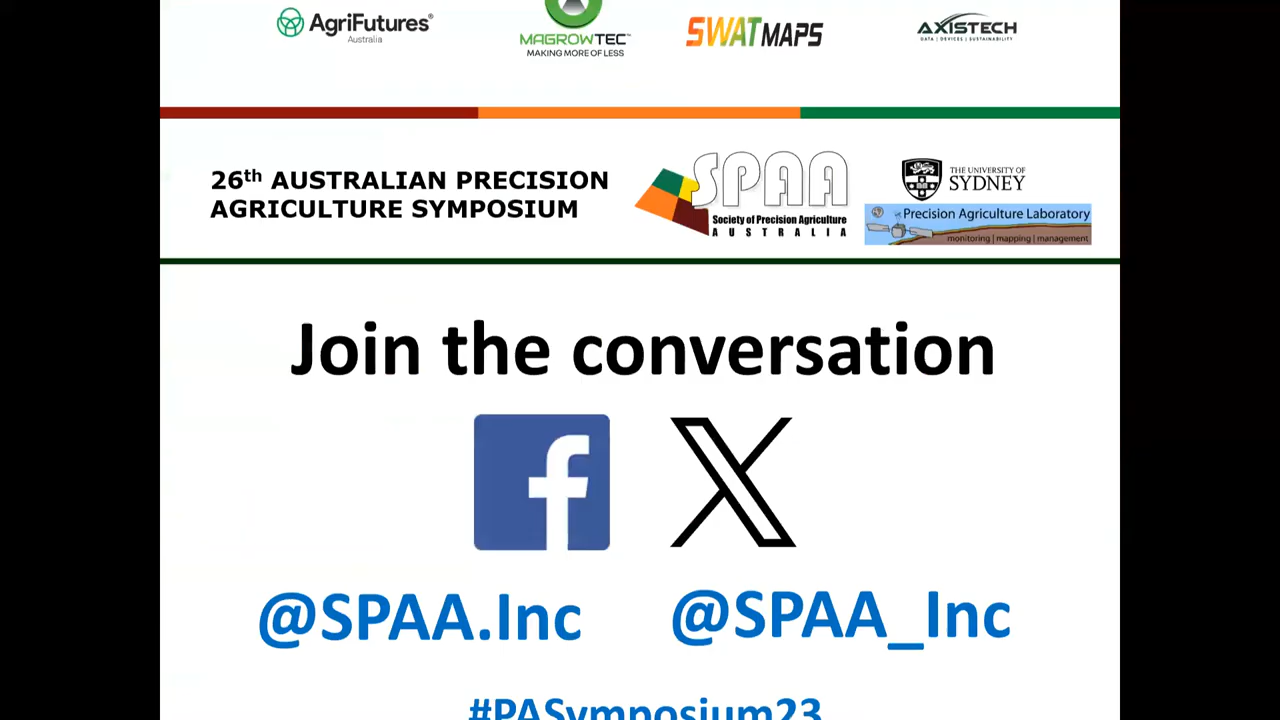 AgriFutures®
Australia
MAGROWTEC™
MAKING MORE OF LESS
SWATMAPS
AXISTECH
DATA | DEVICES | SUSTAINABILITY
26th AUSTRALIAN PRECISION
AGRICULTURE SYMPOSIUM
SPAA
Society of Precision Agriculture
AUSTRALIA
THE UNIVERSITY OF
SYDNEY
Precision Agriculture Laboratory
monitoring | mapping | management
Join the conversation
@SPAA.Inc
@SPAA_Inc
#PASymposium23